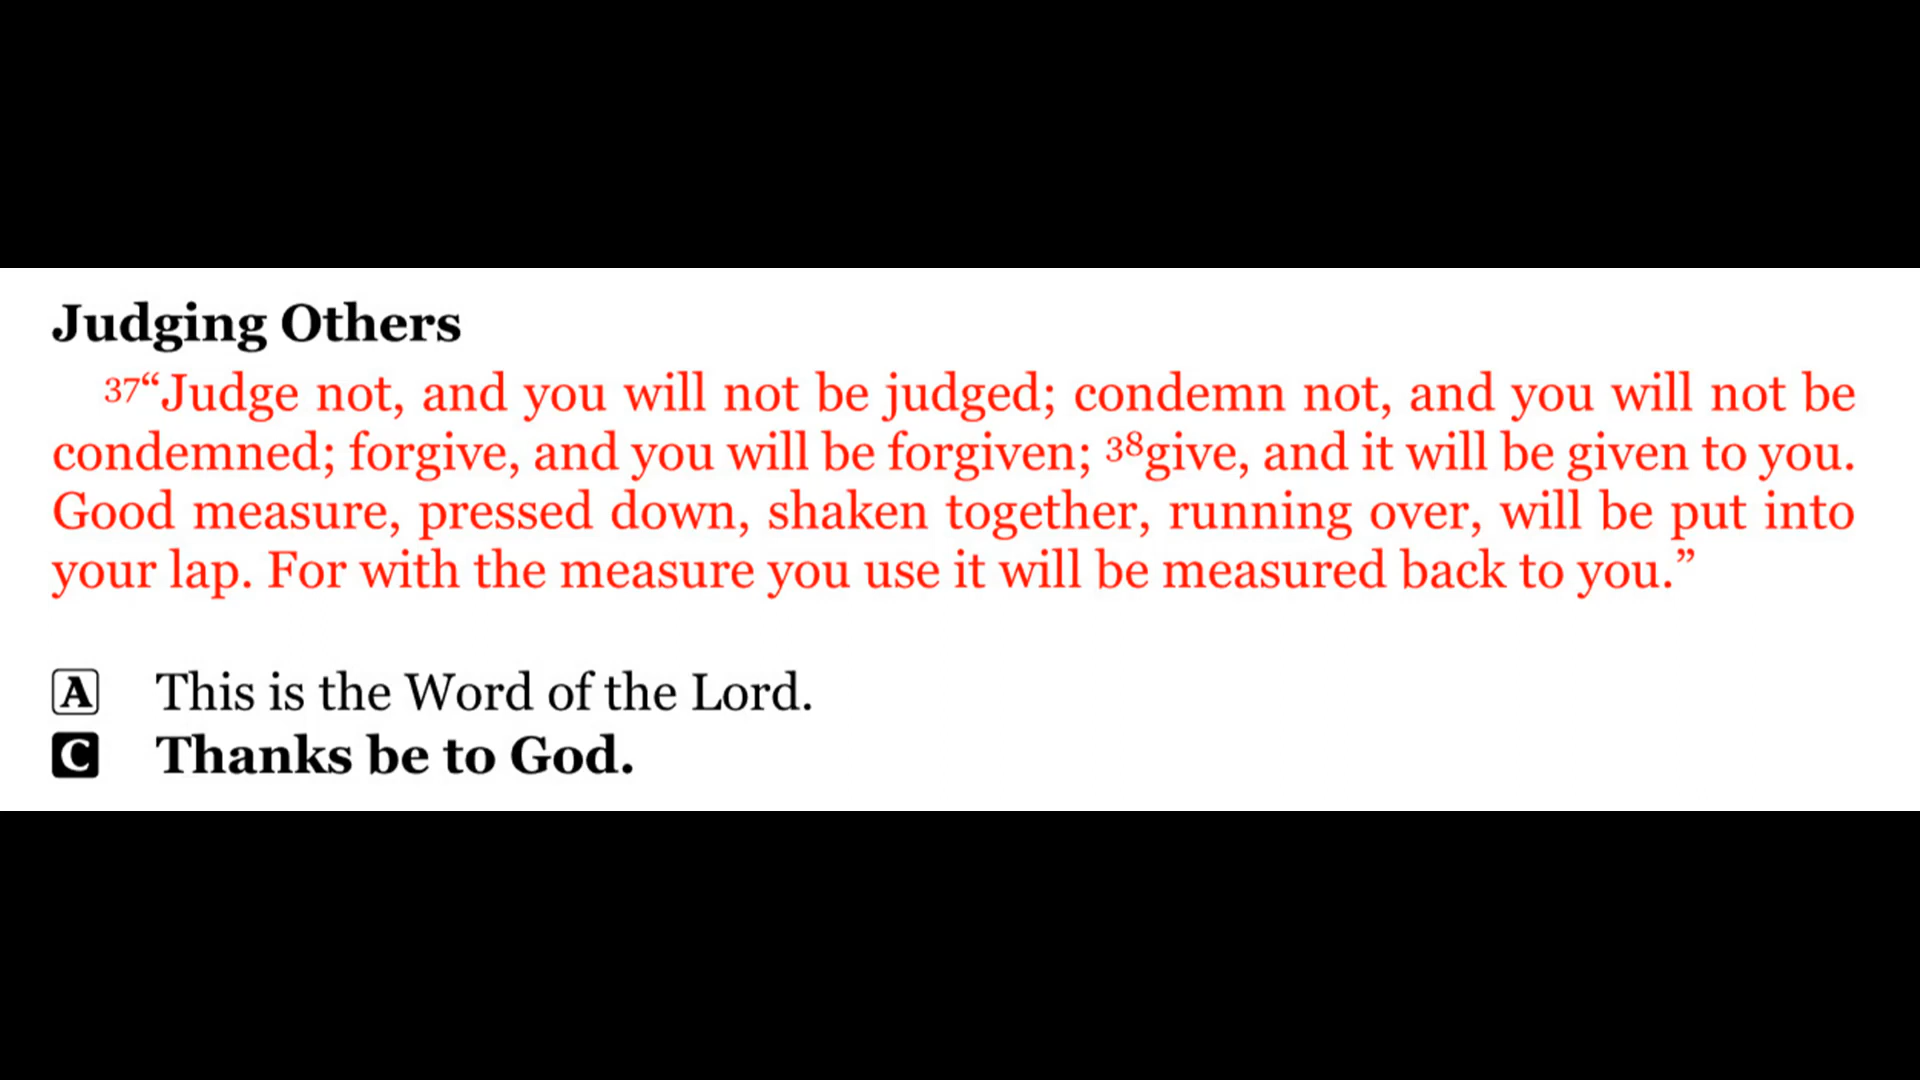 Judging Others
37“Judge not, and you will not be judged; condemn not, and you will not be
condemned; forgive, and you will be forgiven; 38give, and it will be given to you.
Good measure, pressed down, shaken together, running over, will be put into
your lap. For with the measure you use it will be measured back to you.”
A This is the Word of the Lord.
C Thanks be to God.